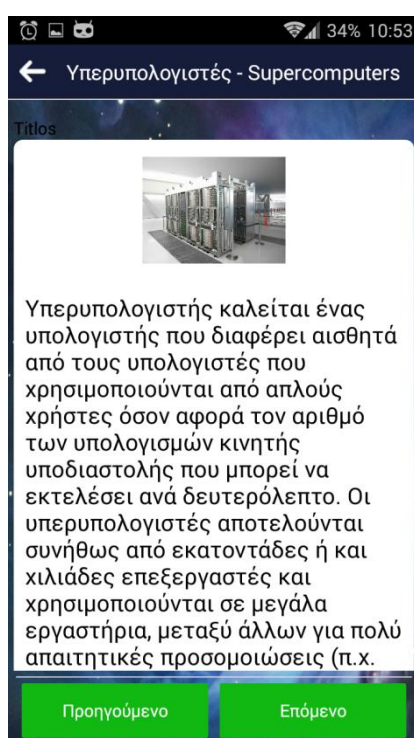 34% 10:53
Υπερυπολογιστές - Supercomputers
Titlos
Υπερυπολογιστής καλείται ένας
υπολογιστής που διαφέρει αισθητά
από τους υπολογιστές που
χρησιμοποιούνται από απλούς
χρήστες όσον αφορά τον αριθμό
των υπολογισμών κινητής
υποδιαστολής που μπορεί να
εκτελέσει ανά δευτερόλεπτο. Οι
υπερυπολογιστές αποτελούνται
συνήθως από εκατοντάδες ή και
χιλιάδες επεξεργαστές και
χρησιμοποιούνται σε μεγάλα
εργαστήρια, μεταξύ άλλων για πολύ
απαιτητικές προσομοιώσεις (π.χ.
Προηγούμενο Επόμενο